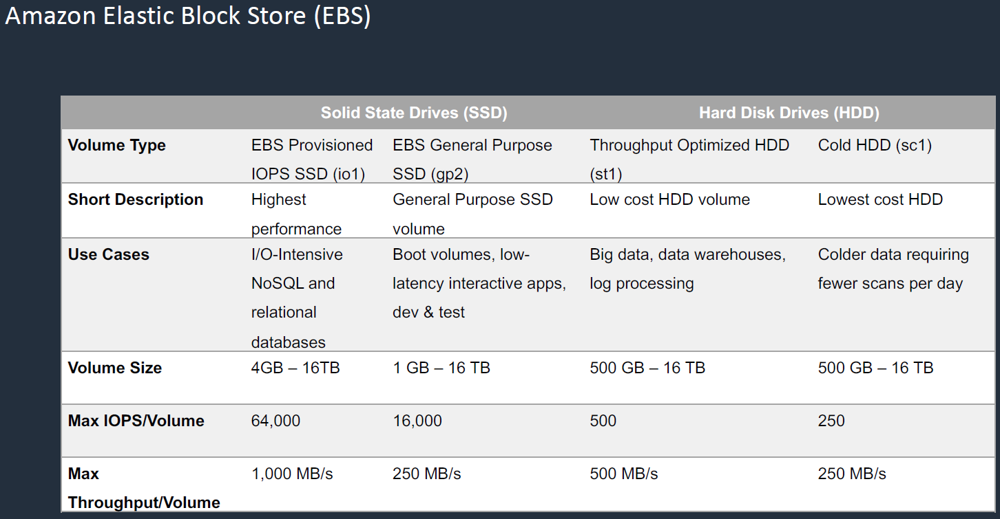 Amazon Elastic Block Store (EBS)
Solid State Drives (SSD) Hard Disk Drives (HDD)
Volume Type EBS Provisioned EBS General Purpose Throughput Optimized HDD Cold HDD (sc1)
IOPS SSD (io1) SSD (gp2) (st1)
Short Description Highest General Purpose SSD Low cost HDD volume Lowest cost HDD
performance volume
Use Cases I/O-Intensive Boot volumes, low- Big data, data warehouses, Colder data requiring
NoSQL and latency interactive apps, log processing fewer scans per day
relational dev & test
databases
Volume Size 4GB – 16TB 1 GB – 16 TB 500 GB – 16 TB 500 GB – 16 TB
Max IOPS/Volume 64,000 16,000 500 250
Max 1,000 MB/s 250 MB/s 500 MB/s 250 MB/s
Throughput/Volume